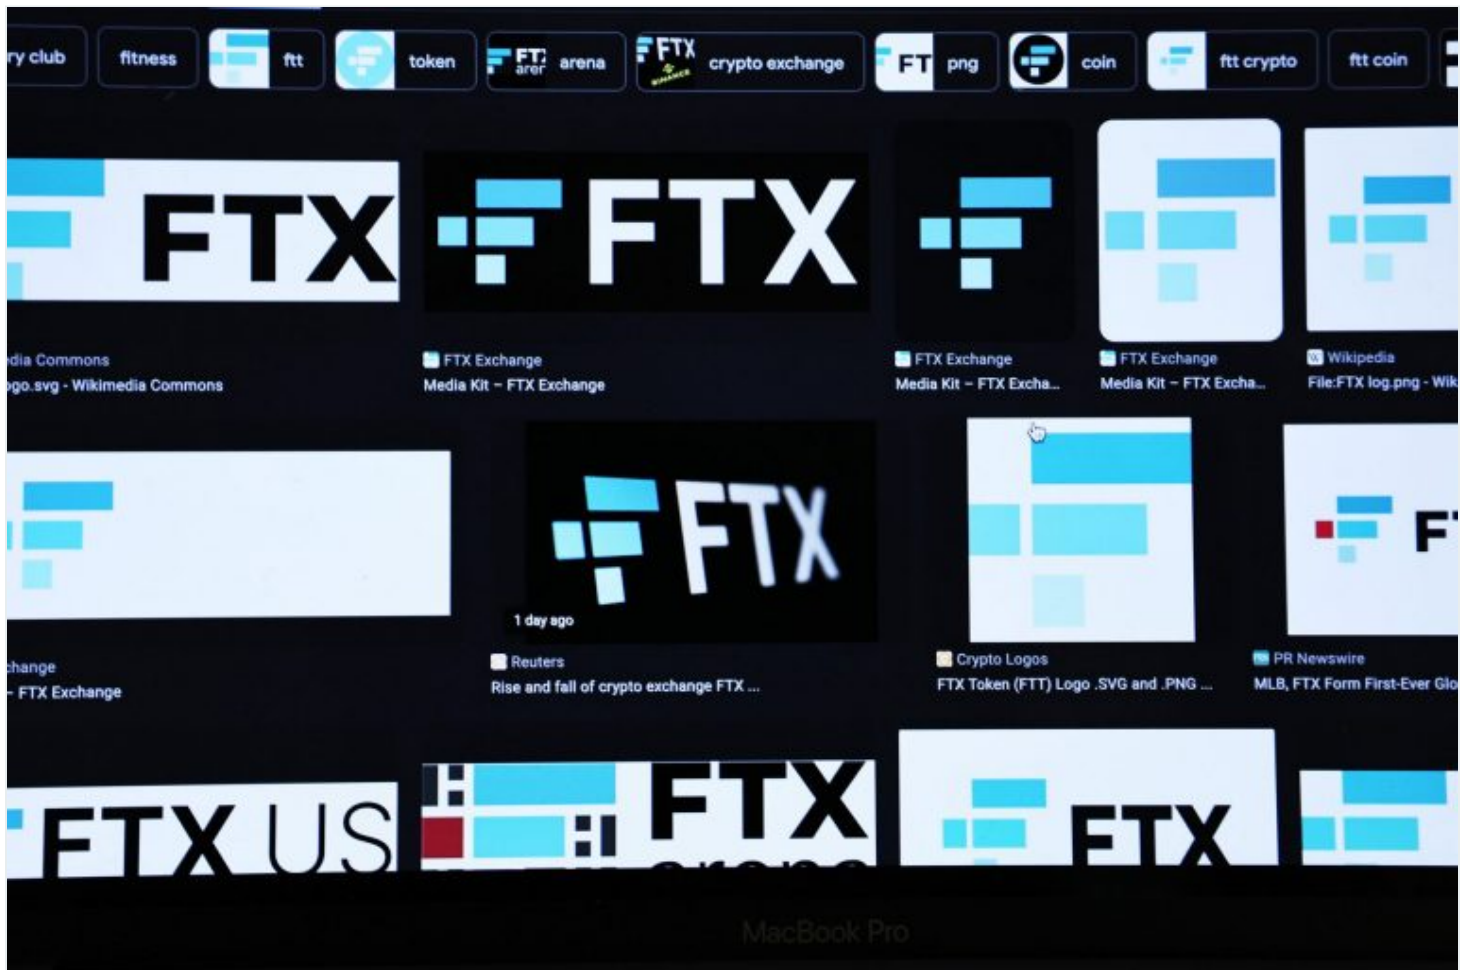 ry club
fitness
ftt
token
FTX
arena
FTX
BINANCE
crypto exchange
FT
png
coin
ftt crypto
ftt coin
FTX
FTX
dia Commons
ogo.svg - Wikimedia Commons
FTX Exchange
Media Kit – FTX Exchange
FTX Exchange
Media Kit – FTX Excha...
FTX Exchange
Media Kit – FTX Excha...
W Wikipedia
File:FTX log.png - Wik
FTX
1 day ago
F
change
– FTX Exchange
Reuters
Rise and fall of crypto exchange FTX ...
Crypto Logos
FTX Token (FTT) Logo .SVG and .PNG ...
PR Newswire
MLB, FTX Form First-Ever Glo
FTX US
FTX
FTX
MacBook Pro